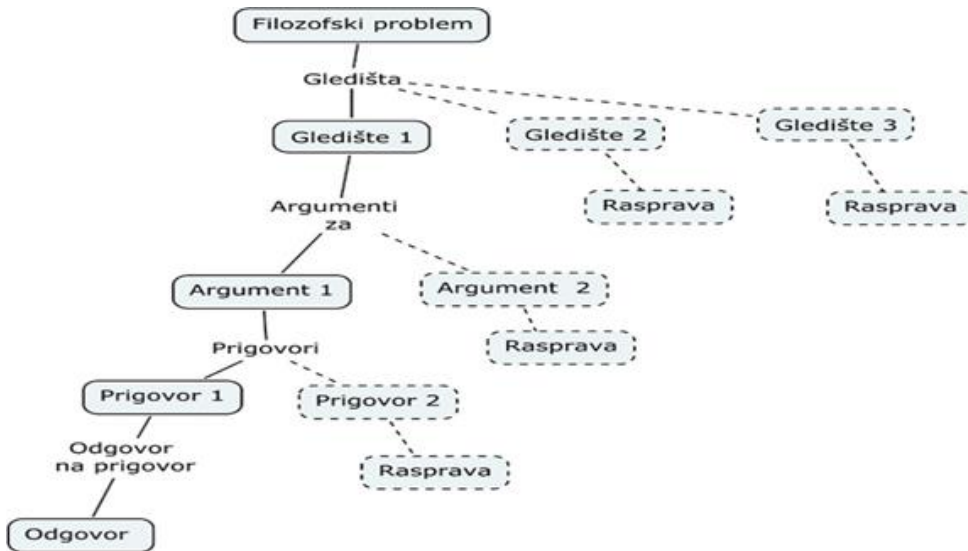 Filozofski problem
Gledišta
Gledište 1
Gledište 2
Gledište 3
Rasprava
Rasprava
Argumenti
za
Argument 1
Argument 2
Rasprava
Prigovori
Prigovor 1
Prigovor 2
Odgovor
na prigovor
Rasprava
Odgovor